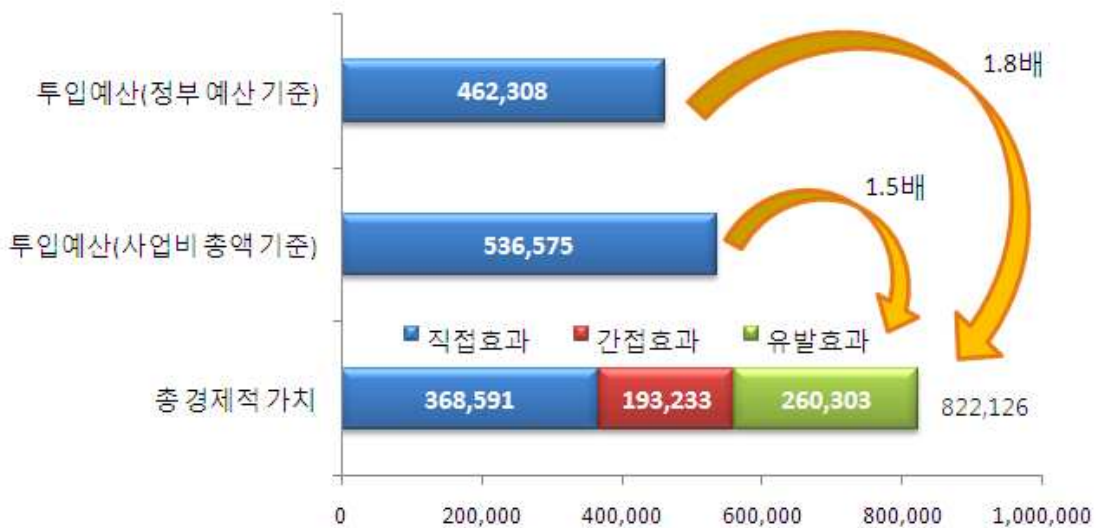 1.8배
투입예산(정부 예산 기준)
462,308
1.5배
투입예산(사업비 총액 기준)
536,575
직접효과 간접효과 유발효과
총 경제적 가치
368,591 193,233 260,303 822,126
0 200,000 400,000 600,000 800,000 1,000,000